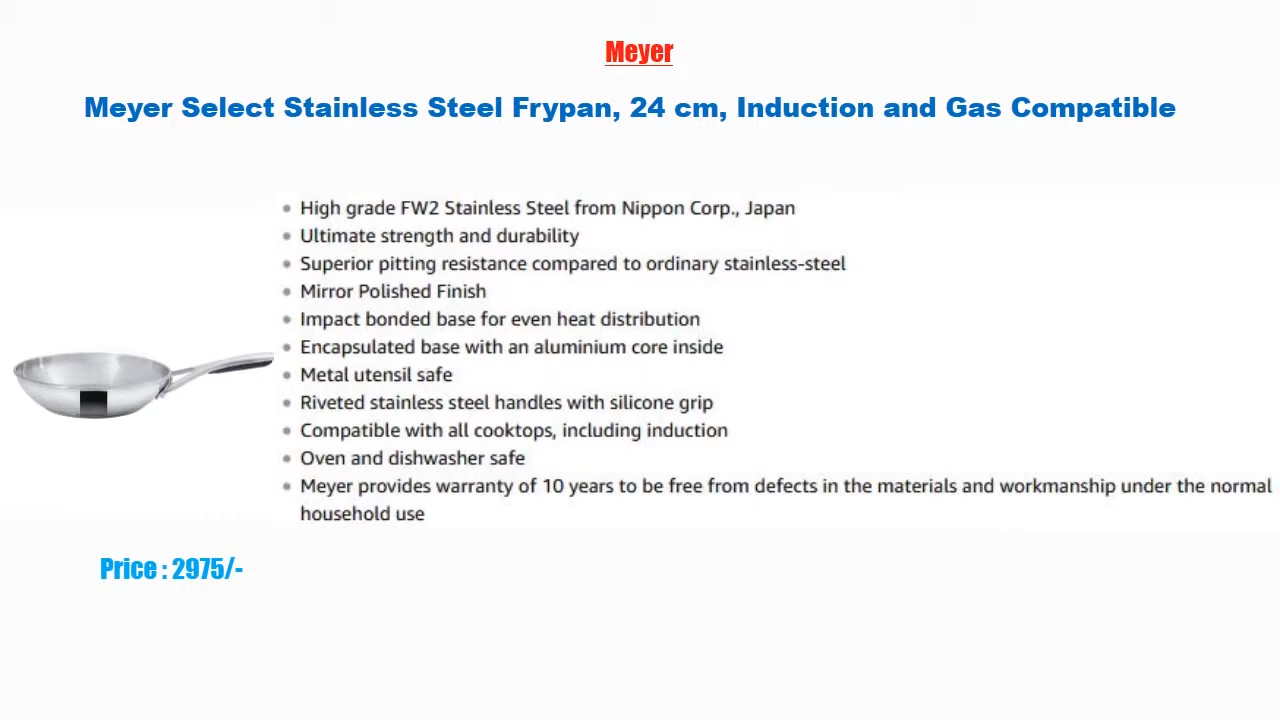 Meyer
Meyer Select Stainless Steel Frypan, 24 cm, Induction and Gas Compatible
High grade FW2 Stainless Steel from Nippon Corp., Japan
Ultimate strength and durability
Superior pitting resistance compared to ordinary stainless-steel
Mirror Polished Finish
Impact bonded base for even heat distribution
Encapsulated base with an aluminium core inside
Metal utensil safe
Riveted stainless steel handles with silicone grip
Compatible with all cooktops, including induction
Oven and dishwasher safe
Meyer provides warranty of 10 years to be free from defects in the materials and workmanship under the normal
household use
Price : 2975/-